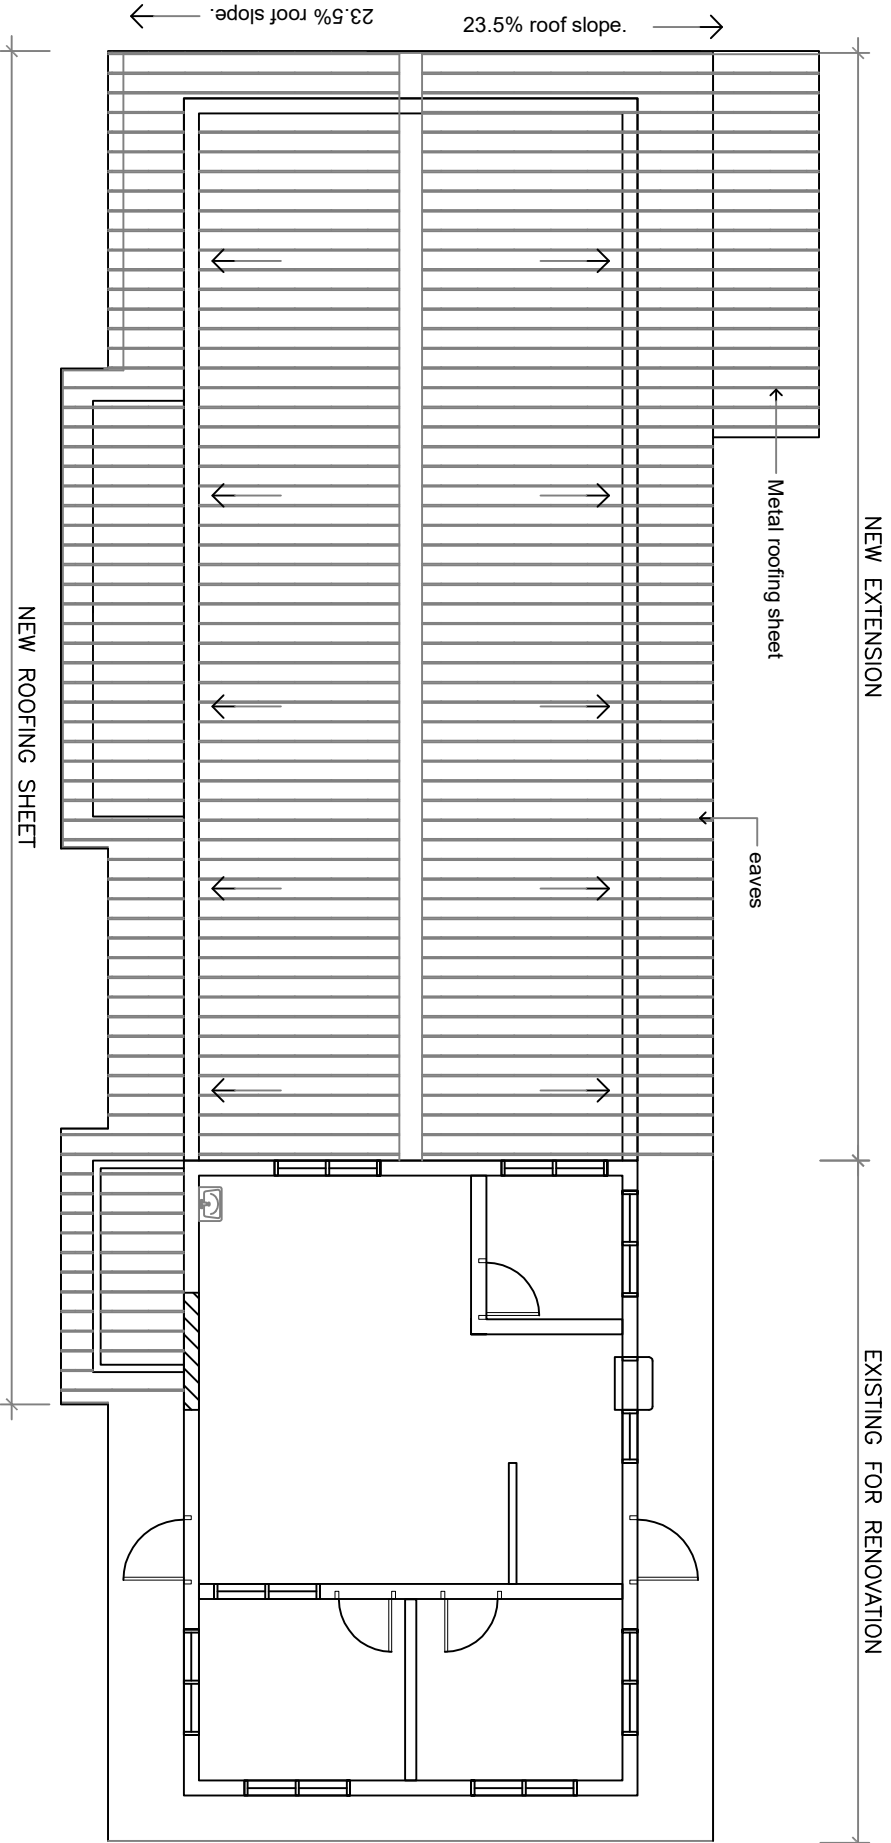 23.5% roof slope.
23.5% roof slope.
NEW EXTENSION
Metal roofing sheet
NEW ROOFING SHEET
eaves
EXISTING FOR RENOVATION